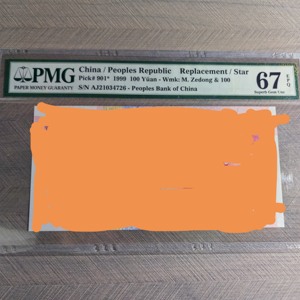 PMG
PAPER MONEY GUARANTY
China / Peoples Republic Replacement / Star
Pick# 901* 1999 100 Yüan - Wmk: M. Zedong & 100
S/N AJ21034726 - Peoples Bank of China
67 EPQ
Superb Gem Unc